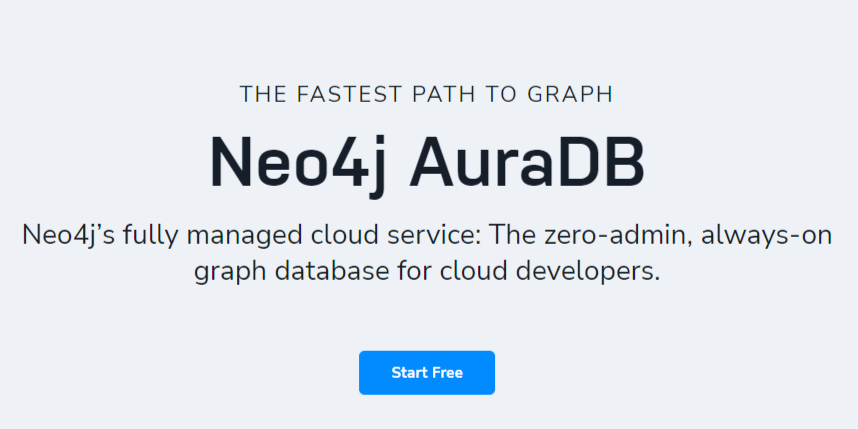 THE FASTEST PATH TO GRAPH
Neo4j AuraDB
Neo4j’s fully managed cloud service: The zero-admin, always-on
graph database for cloud developers.
Start Free